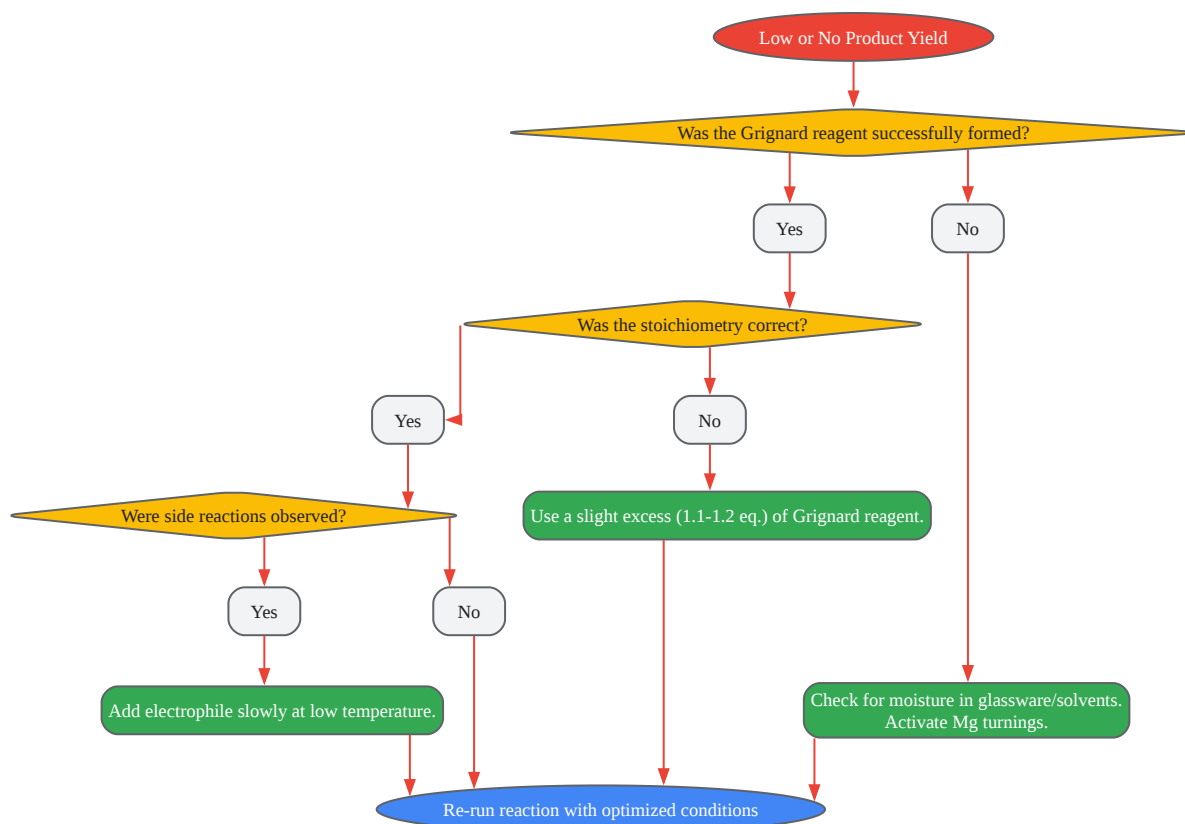 Low or No Product Yield
Was the Grignard reagent successfully formed?
Yes
No
Was the stoichiometry correct?
Yes
No
Use a slight excess (1.1-1.2 eq.) of Grignard reagent.
Were side reactions observed?
Yes
No
Add electrophile slowly at low temperature.
Check for moisture in glassware/solvents.
Activate Mg turnings.
Re-run reaction with optimized conditions